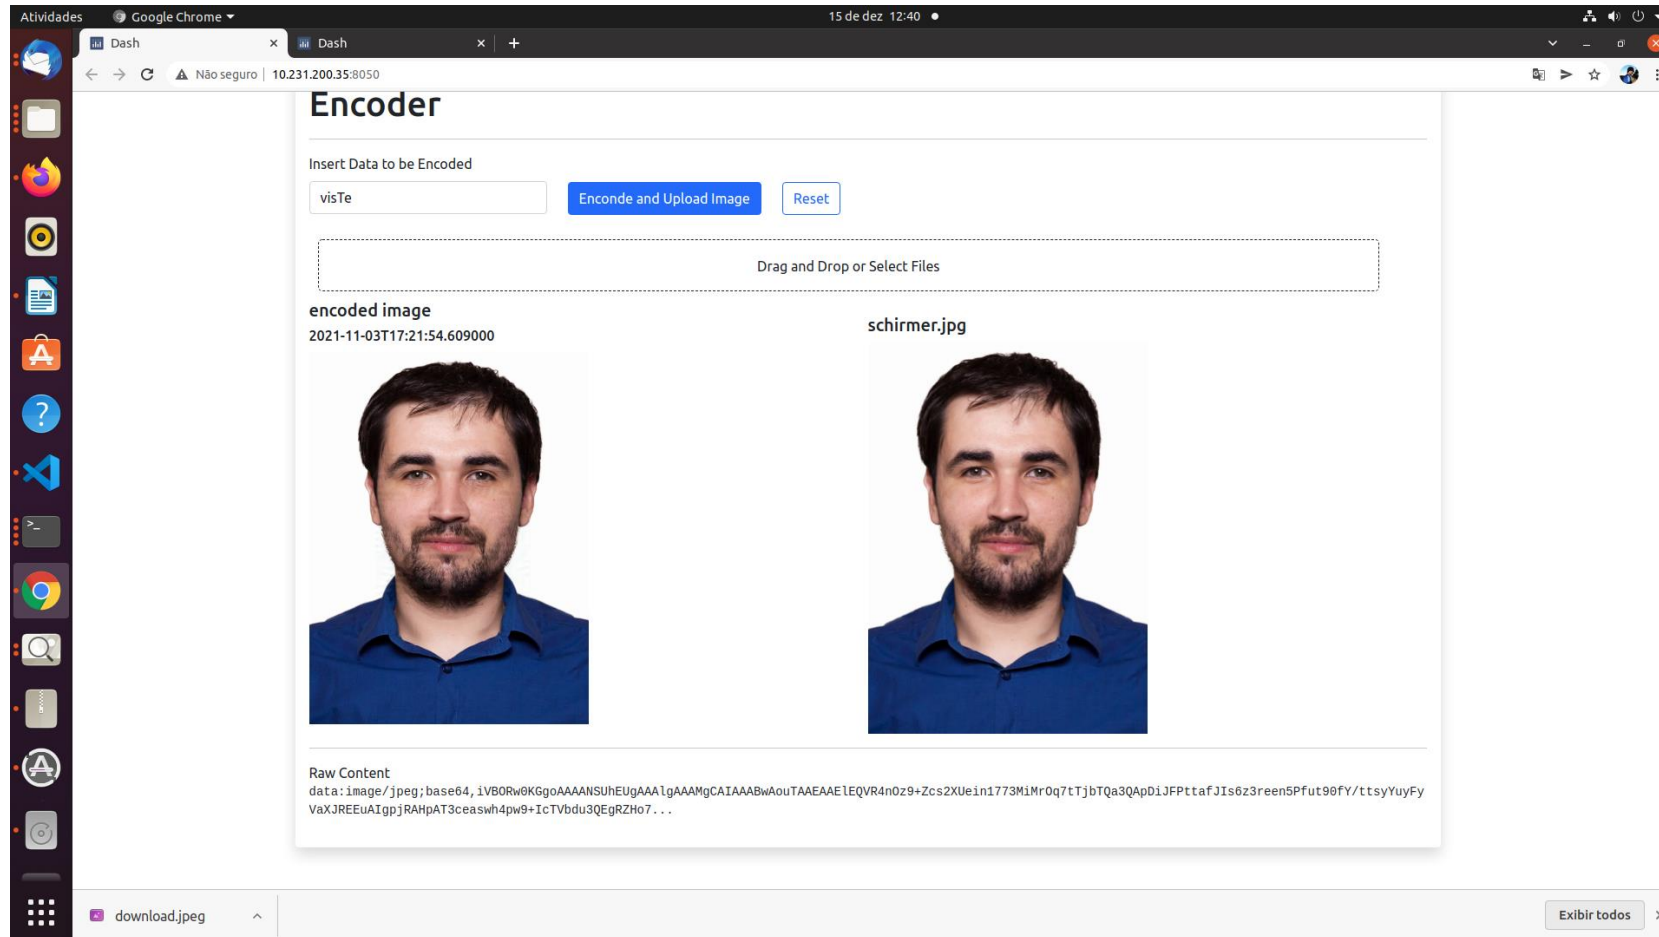 Atividades Google Chrome 15 de dez 12:40
Dash Dash
Não seguro 10.231.200.35:8050
Encoder
Insert Data to be Encoded
visTe Enconde and Upload Image Reset
Drag and Drop or Select Files
encoded image
2021-11-03T17:21:54.609000
schirmer.jpg
Raw Content
data:image/jpeg;base64,iVBORw0KGgoAAAANSUhEUgAAAlgAAAMgCAIAAABwAouTAAEAAElEQVR4nOz9+Zcs2XUein1773MiMrOq7tTjbTQa3QApDiJFPttafJIs6z3reen5Pfut90fY/ttsyYuyFy
VaXJREEuAIgpjRAHpAT3ceaswh4pw9+IcTVbdu3QEgRZHo7...
download.jpeg Exibir todos